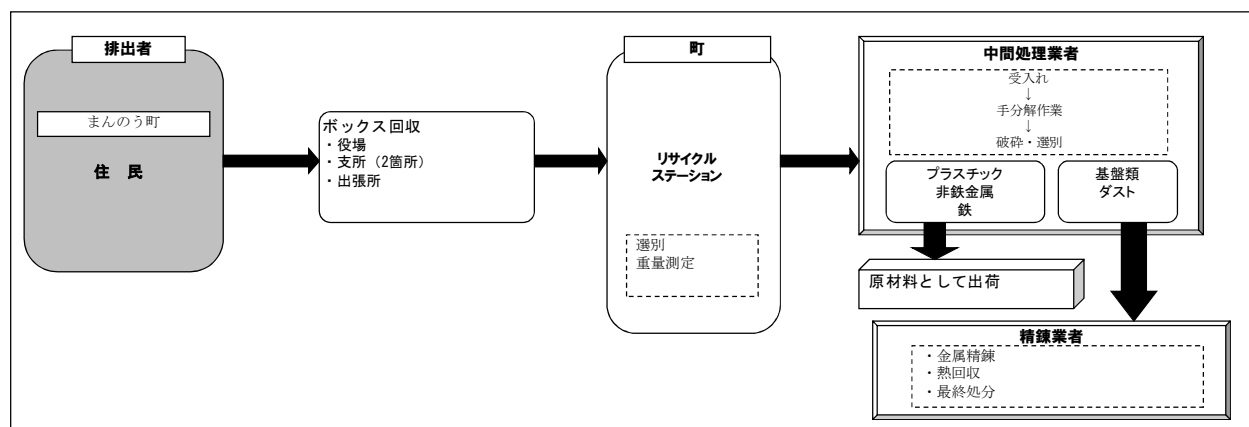 排出者
まんのう町
住　民
ボックス回収
・役場
・支所（2箇所）
・出張所
町
リサイクル
ステーション
選別
重量測定
中間処理業者
受入れ
↓
手分解作業
↓
破砕・選別
プラスチック
非鉄金属
鉄
基盤類
ダスト
原材料として出荷
精錬業者
・金属精錬
・熱回収
・最終処分